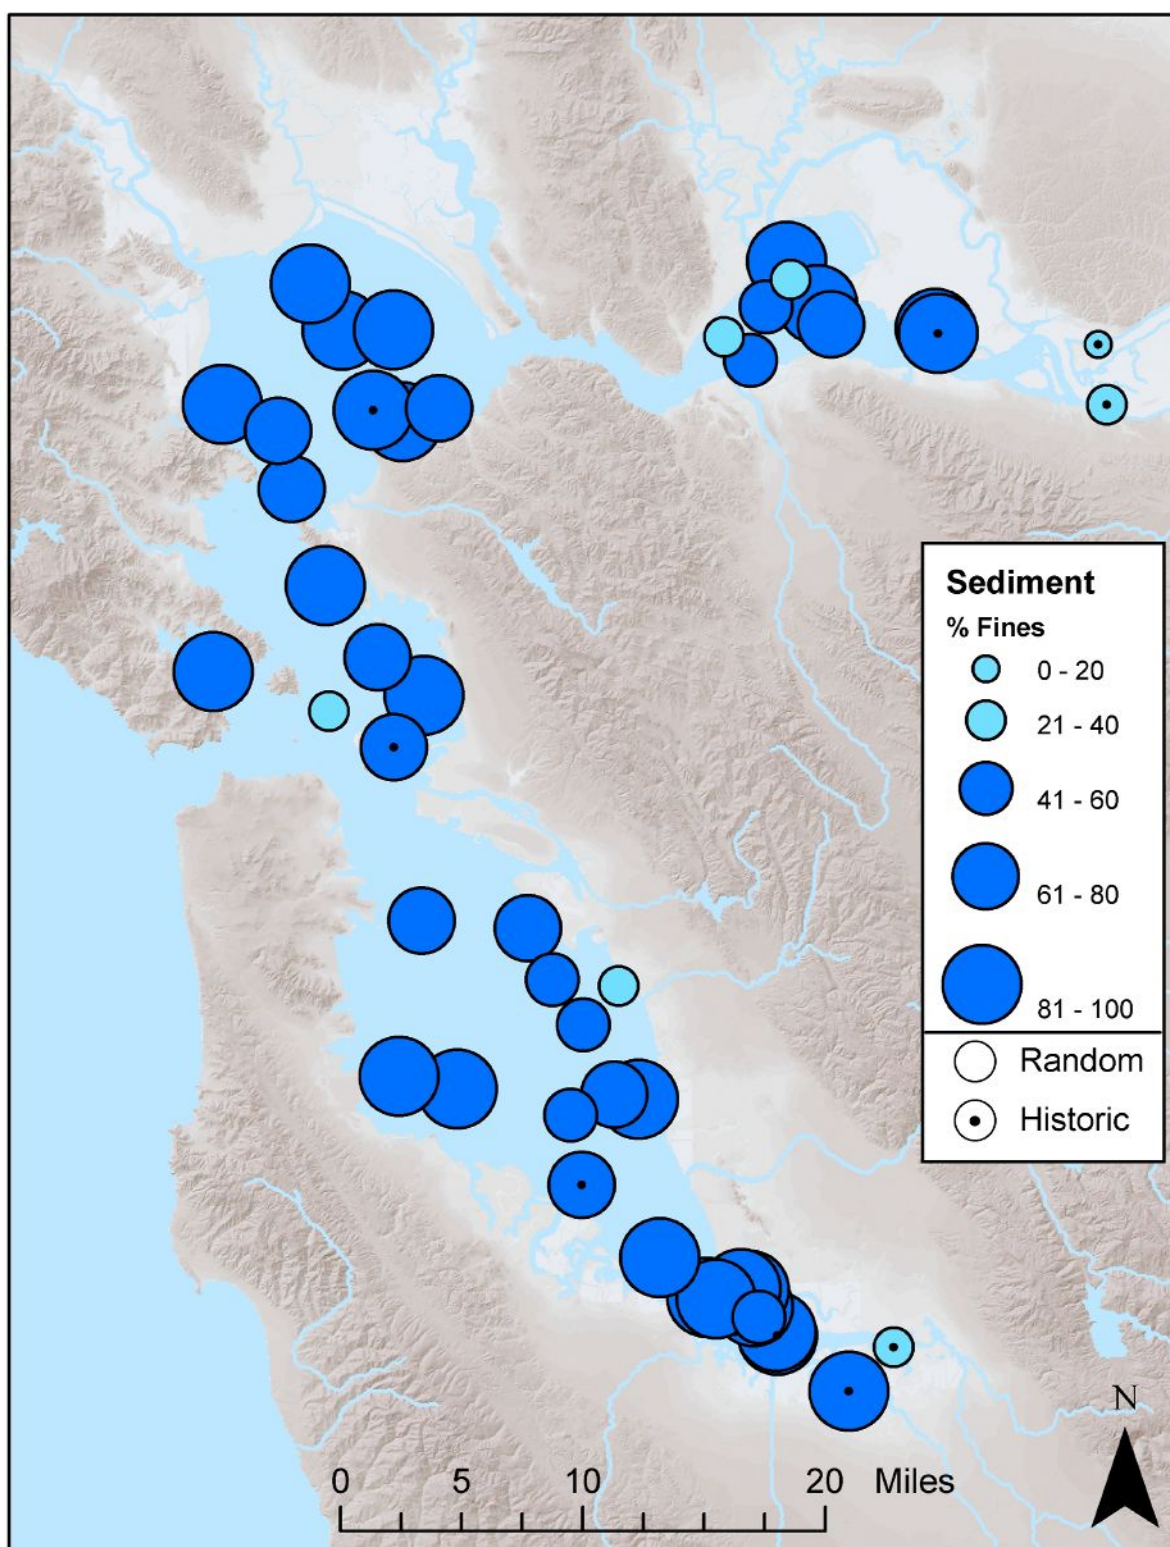 Sediment
% Fines
0 - 20
21 - 40
41 - 60
61 - 80
81 - 100
Random
Historic
N
0 5 10 20 Miles